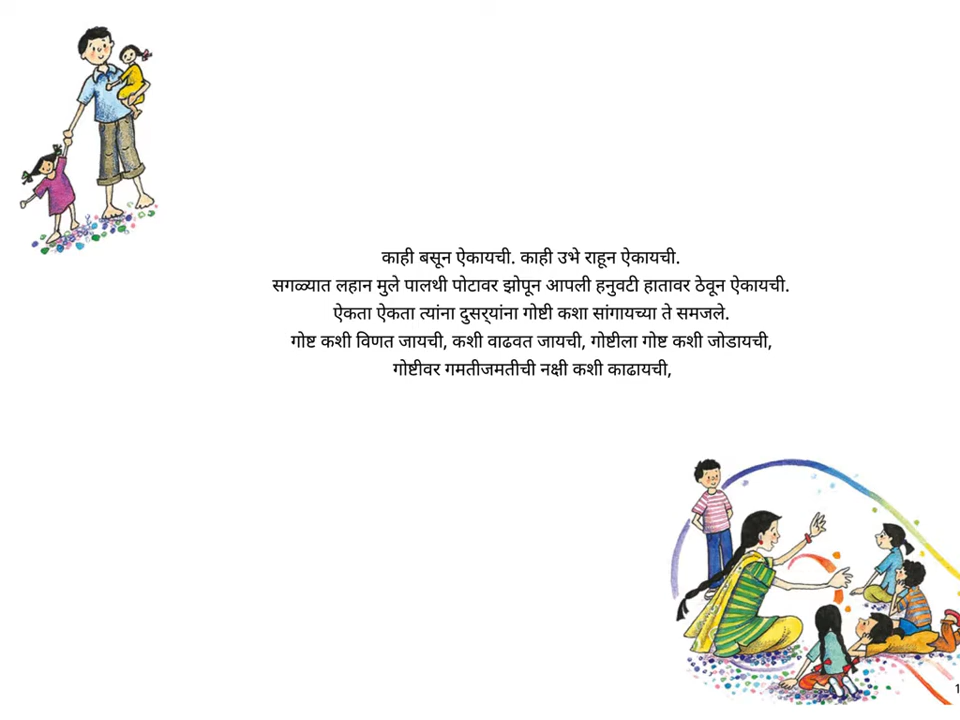 काही बसून ऐकायची. काही उभे राहून ऐकायची.
सगळ्यात लहान मुले पालथी पोटावर झोपून आपली हनुवटी हातावर ठेवून ऐकायची.
ऐकता ऐकता त्यांना दुसऱ्यांना गोष्टी कशा सांगायच्या ते समजले.
गोष्ट कशी विणत जायची, कशी वाढवत जायची, गोष्टीला गोष्ट कशी जोडायची,
गोष्टीवर गमतीजमतीची नक्षी कशी काढायची,